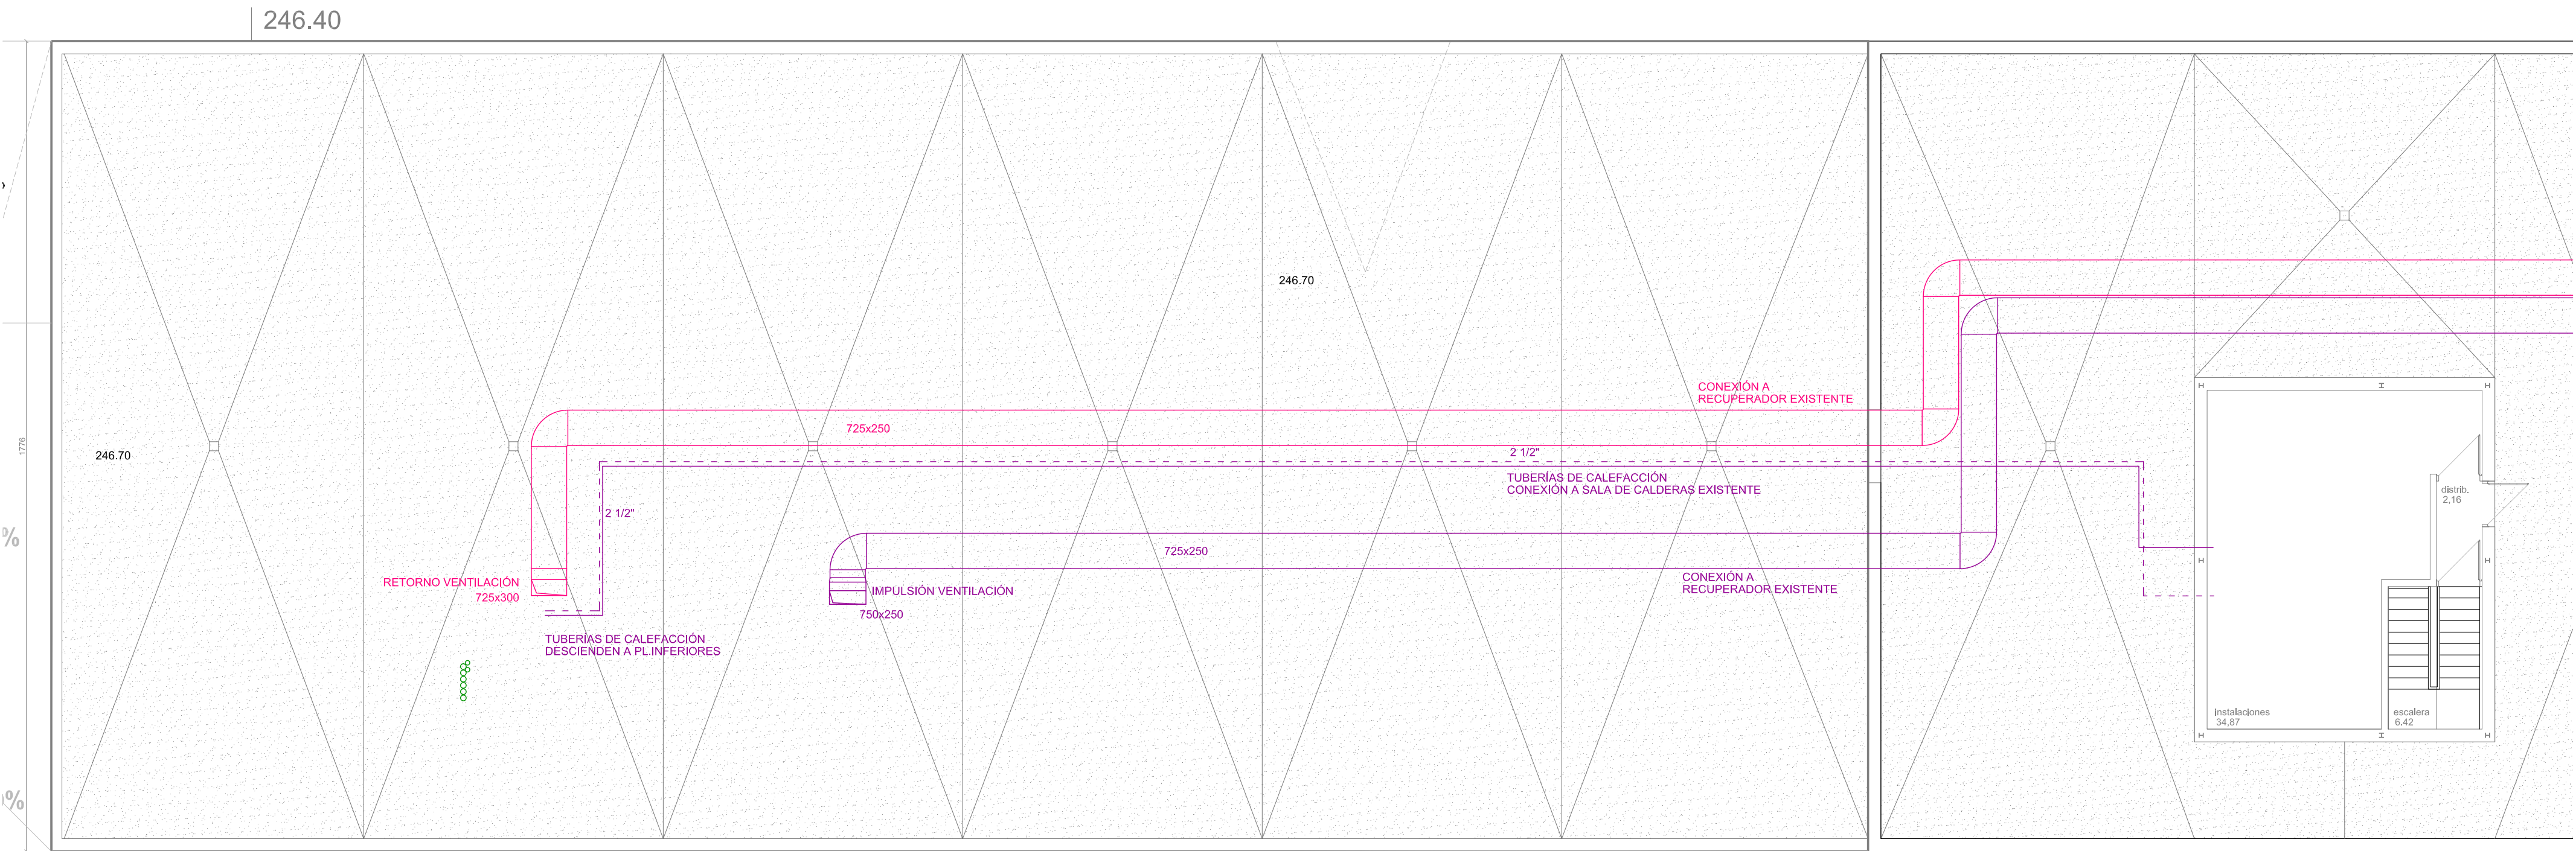 246.40
246.70
CONEXIÓN A
RECUPERADOR EXISTENTE
725x250
2 1/2"
246.70
1776
TUBERÍAS DE CALEFACCIÓN
CONEXIÓN A SALA DE CALDERAS EXISTENTE
distrib.
2,16
2 1/2"
%
725x250
RETORNO VENTILACIÓN
725x300
IMPULSIÓN VENTILACIÓN
750x250
CONEXIÓN A
RECUPERADOR EXISTENTE
TUBERÍAS DE CALEFACCIÓN
DESCIENDEN A PL.INFERIORES
instalaciones
34,87
escalera
6,42
%